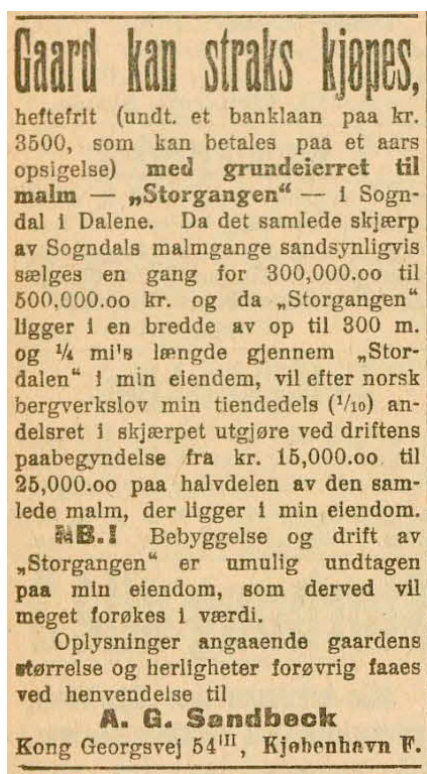 Gaard kan straks kjøpes,
heftefrit (undt. et banklaan paa kr.
3500, som kan betales paa et aars
opsigelse) med grundeierret til
malm — „Storgangen“ — i Sogn-
dal i Dalene. Da det samlede skjærp
av Sogndals malmgange sandsynligvis
sælges en gang for 300,000.oo til
500,000.oo kr. og da „Storgangen“
ligger i en bredde av op til 300 m.
og ¼ mi's længde gjennem „Stor-
dalen“ i min eiendem, vil efter norsk
bergverkslov min tiendedels (¹/₁₀) an-
delsret i skjærpet utgjøre ved driftens
paabegyndelse fra kr. 15,000.oo til
25,000.oo paa halvdelen av den sam-
lede malm, der ligger i min eiendom.
NB.! Bebyggelse og drift av
„Storgangen“ er umulig undtagen
paa min eiendom, som derved vil
meget forøkes i værdi.
Oplysninger angaaende gaardens
størrelse og herligheter forøvrig faaes
ved henvendelse til
A. G. Sandbeck
Kong Georgsvej 54ᴵᴵᴵ, Kjøbenhavn F.